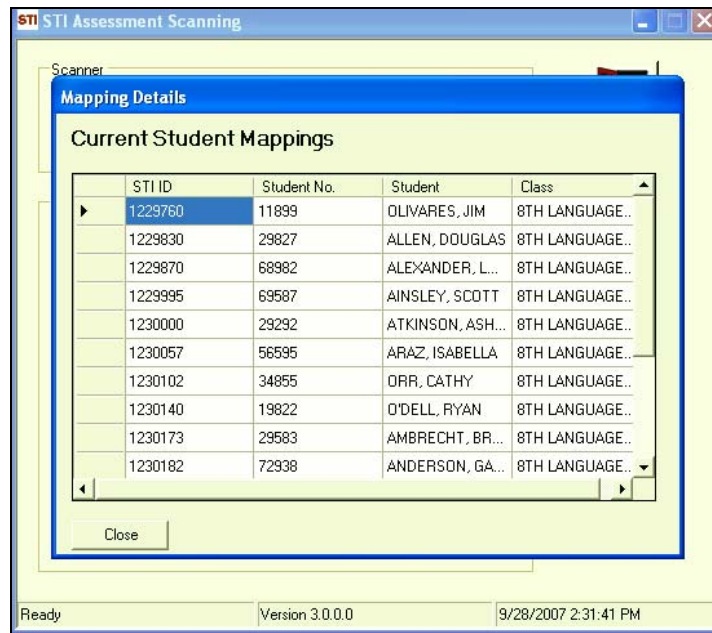 STI STI Assessment Scanning
Scanner
Mapping Details
Current Student Mappings
STI ID Student No. Student Class
1229760 11899 OLIVARES, JIM 8TH LANGUAGE...
1229830 29827 ALLEN, DOUGLAS 8TH LANGUAGE...
1229870 68982 ALEXANDER, L... 8TH LANGUAGE...
1229995 69587 AINSLEY, SCOTT 8TH LANGUAGE...
1230000 29292 ATKINSON, ASH... 8TH LANGUAGE...
1230057 56595 ARAZ, ISABELLA 8TH LANGUAGE...
1230102 34855 ORR, CATHY 8TH LANGUAGE...
1230140 19822 O'DELL, RYAN 8TH LANGUAGE...
1230173 29583 AMBRECHT, BR... 8TH LANGUAGE...
1230182 72938 ANDERSON, GA... 8TH LANGUAGE...
Close
Ready Version 3.0.0.0 9/28/2007 2:31:41 PM